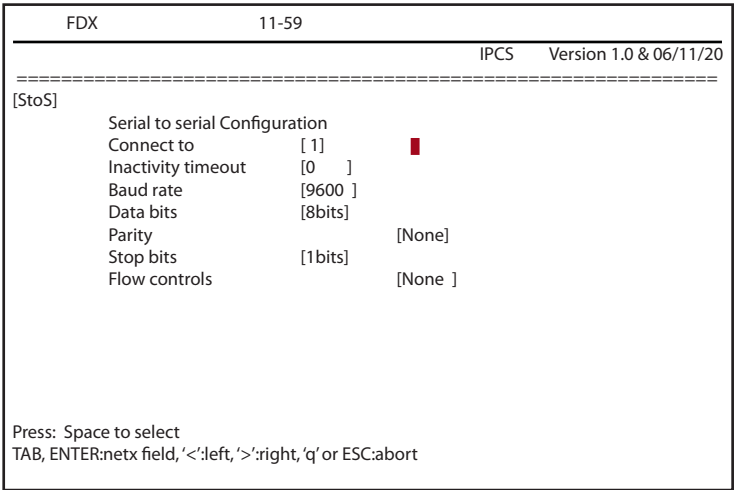 FDX 11-59
IPCS Version 1.0 & 06/11/20
=================================================================
[StoS]
Serial to serial Configuration
Connect to [ 1]
Inactivity timeout [0 ]
Baud rate [9600 ]
Data bits [8bits]
Parity [None]
Stop bits [1bits]
Flow controls [None ]
Press: Space to select
TAB, ENTER:netx field, ‘<’:left, ‘>’:right, ‘q’ or ESC:abort